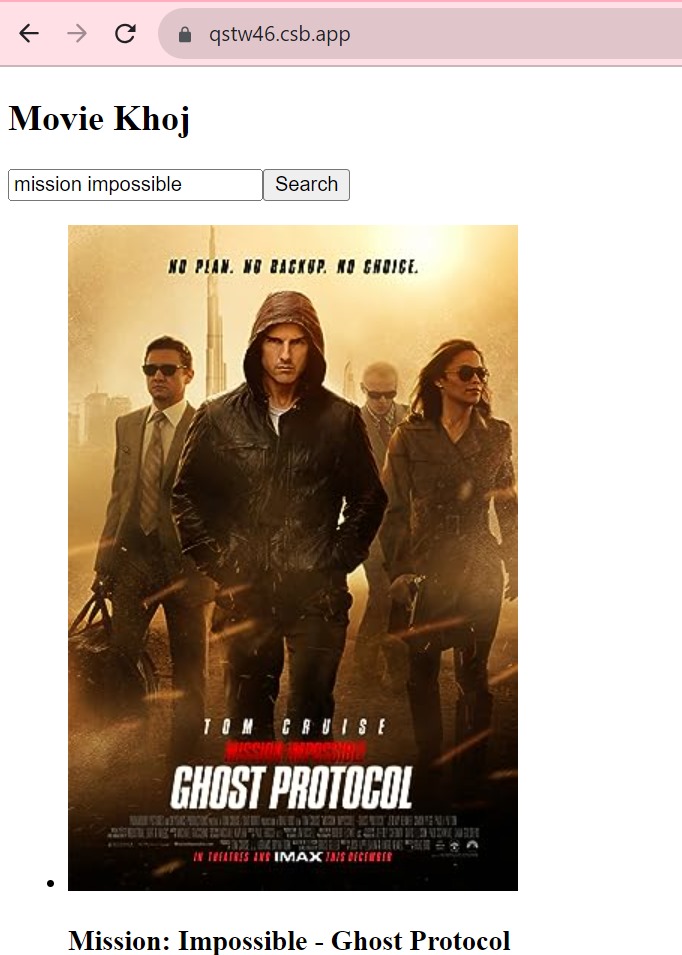 qstw46.csb.app
Movie Khoj
mission impossible
Search
NO PLAN. NO BACKUP. NO CHOICE.
TOM CRUISE
MISSION: IMPOSSIBLE
GHOST PROTOCOL
IN THEATRES AND IMAX THIS DECEMBER
Mission: Impossible - Ghost Protocol